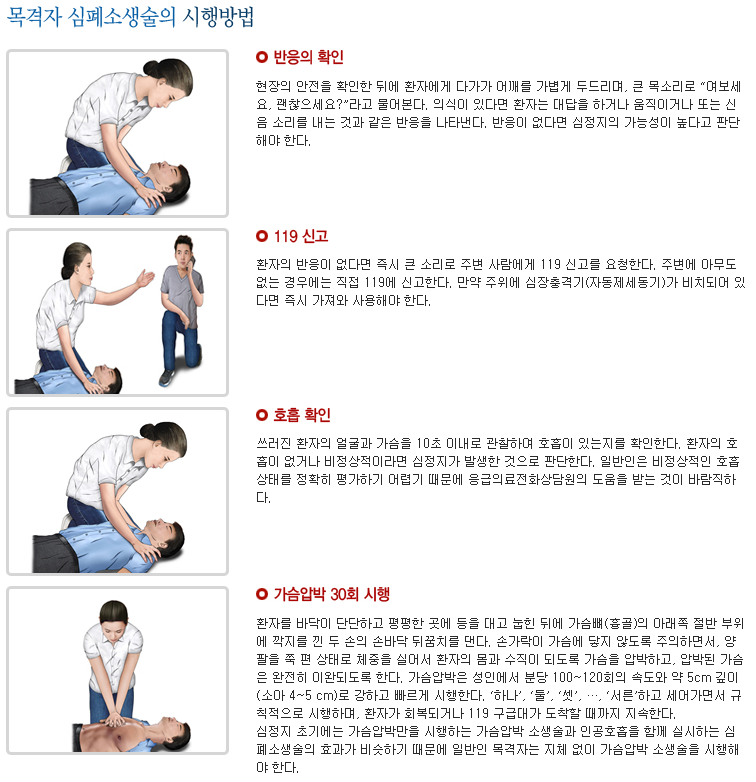 목격자 심폐소생술의 시행방법
반응의 확인
현장의 안전을 확인한 뒤에 환자에게 다가가 어깨를 가볍게 두드리며, 큰 목소리로 “여보세
요, 괜찮으세요?”라고 물어본다. 의식이 있다면 환자는 대답을 하거나 움직이거나 또는 신
음 소리를 내는 것과 같은 반응을 나타낸다. 반응이 없다면 심정지의 가능성이 높다고 판단
해야 한다.
119 신고
환자의 반응이 없다면 즉시 큰 소리로 주변 사람에게 119 신고를 요청한다. 주변에 아무도
없는 경우에는 직접 119에 신고한다. 만약 주위에 심장충격기(자동제세동기)가 비치되어 있
다면 즉시 가져와 사용해야 한다.
호흡 확인
쓰러진 환자의 얼굴과 가슴을 10초 이내로 관찰하여 호흡이 있는지를 확인한다. 환자의 호
흡이 없거나 비정상적이라면 심정지가 발생한 것으로 판단한다. 일반인은 비정상적인 호흡
상태를 정확히 평가하기 어렵기 때문에 응급의료전화상담원의 도움을 받는 것이 바람직하
다.
가슴압박 30회 시행
환자를 바닥이 단단하고 평평한 곳에 등을 대고 눕힌 뒤에 가슴뼈(흉골)의 아래쪽 절반 부위
에 깍지를 낀 두 손의 손바닥 뒤꿈치를 댄다. 손가락이 가슴에 닿지 않도록 주의하면서, 양
팔을 쭉 편 상태로 체중을 실어서 환자의 몸과 수직이 되도록 가슴을 압박하고, 압박된 가슴
은 완전히 이완되도록 한다. 가슴압박은 성인에서 분당 100~120회의 속도와 약 5cm 깊이
(소아 4~5 cm)로 강하고 빠르게 시행한다. ‘하나’, ‘둘’, ‘셋’, …, ‘서른’하고 세어가면서 규
칙적으로 시행하며, 환자가 회복되거나 119 구급대가 도착할 때까지 지속한다.
심정지 초기에는 가슴압박만을 시행하는 가슴압박 소생술과 인공호흡을 함께 실시하는 심
폐소생술의 효과가 비슷하기 때문에 일반인 목격자는 지체 없이 가슴압박 소생술을 시행해
야 한다.